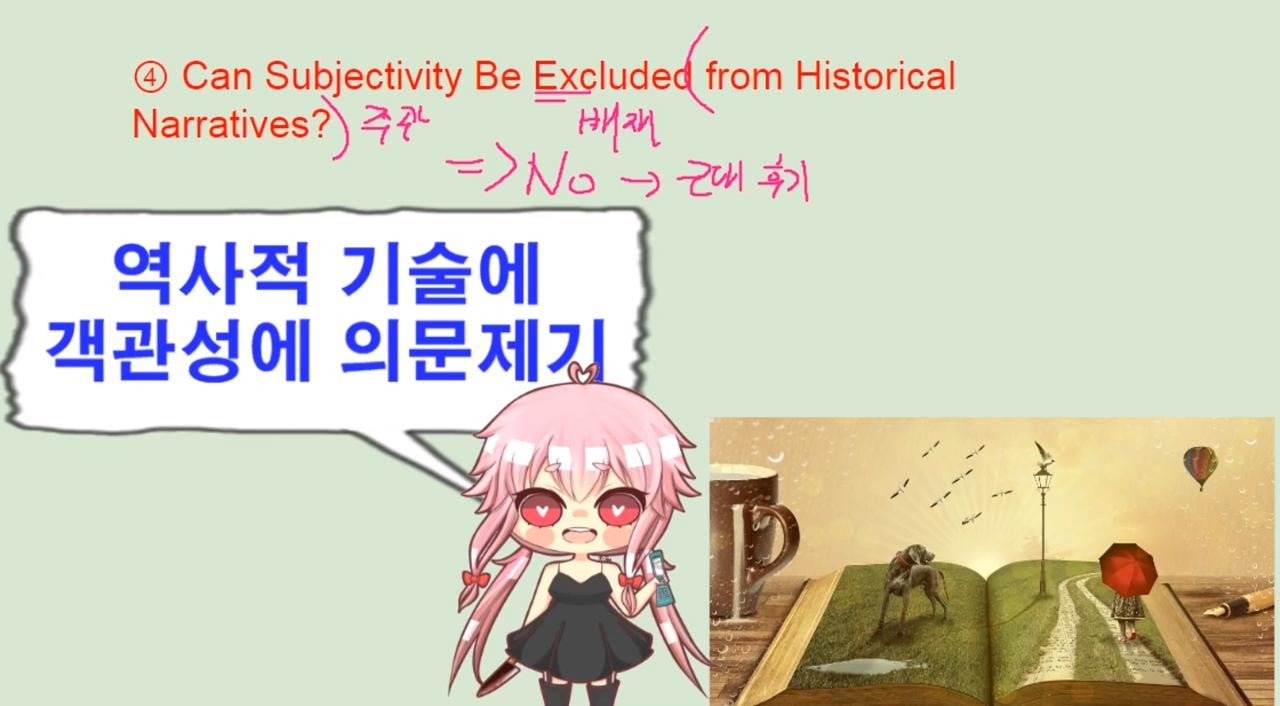 ④ Can Subjectivity Be Excluded from Historical
Narratives?
주관
배제
=> No → 근대 후기
역사적 기술에
객관성에 의문제기